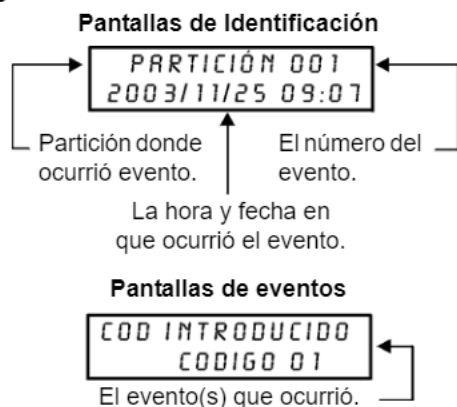 Pantallas de Identificación
PARTICIÓN 001
2003/11/25 09:07
Partición donde El número del
ocurrió evento. evento.
La hora y fecha en
que ocurrió el evento.
Pantallas de eventos
COD INTRODUCIDO
CODIGO 01
El evento(s) que ocurrió.